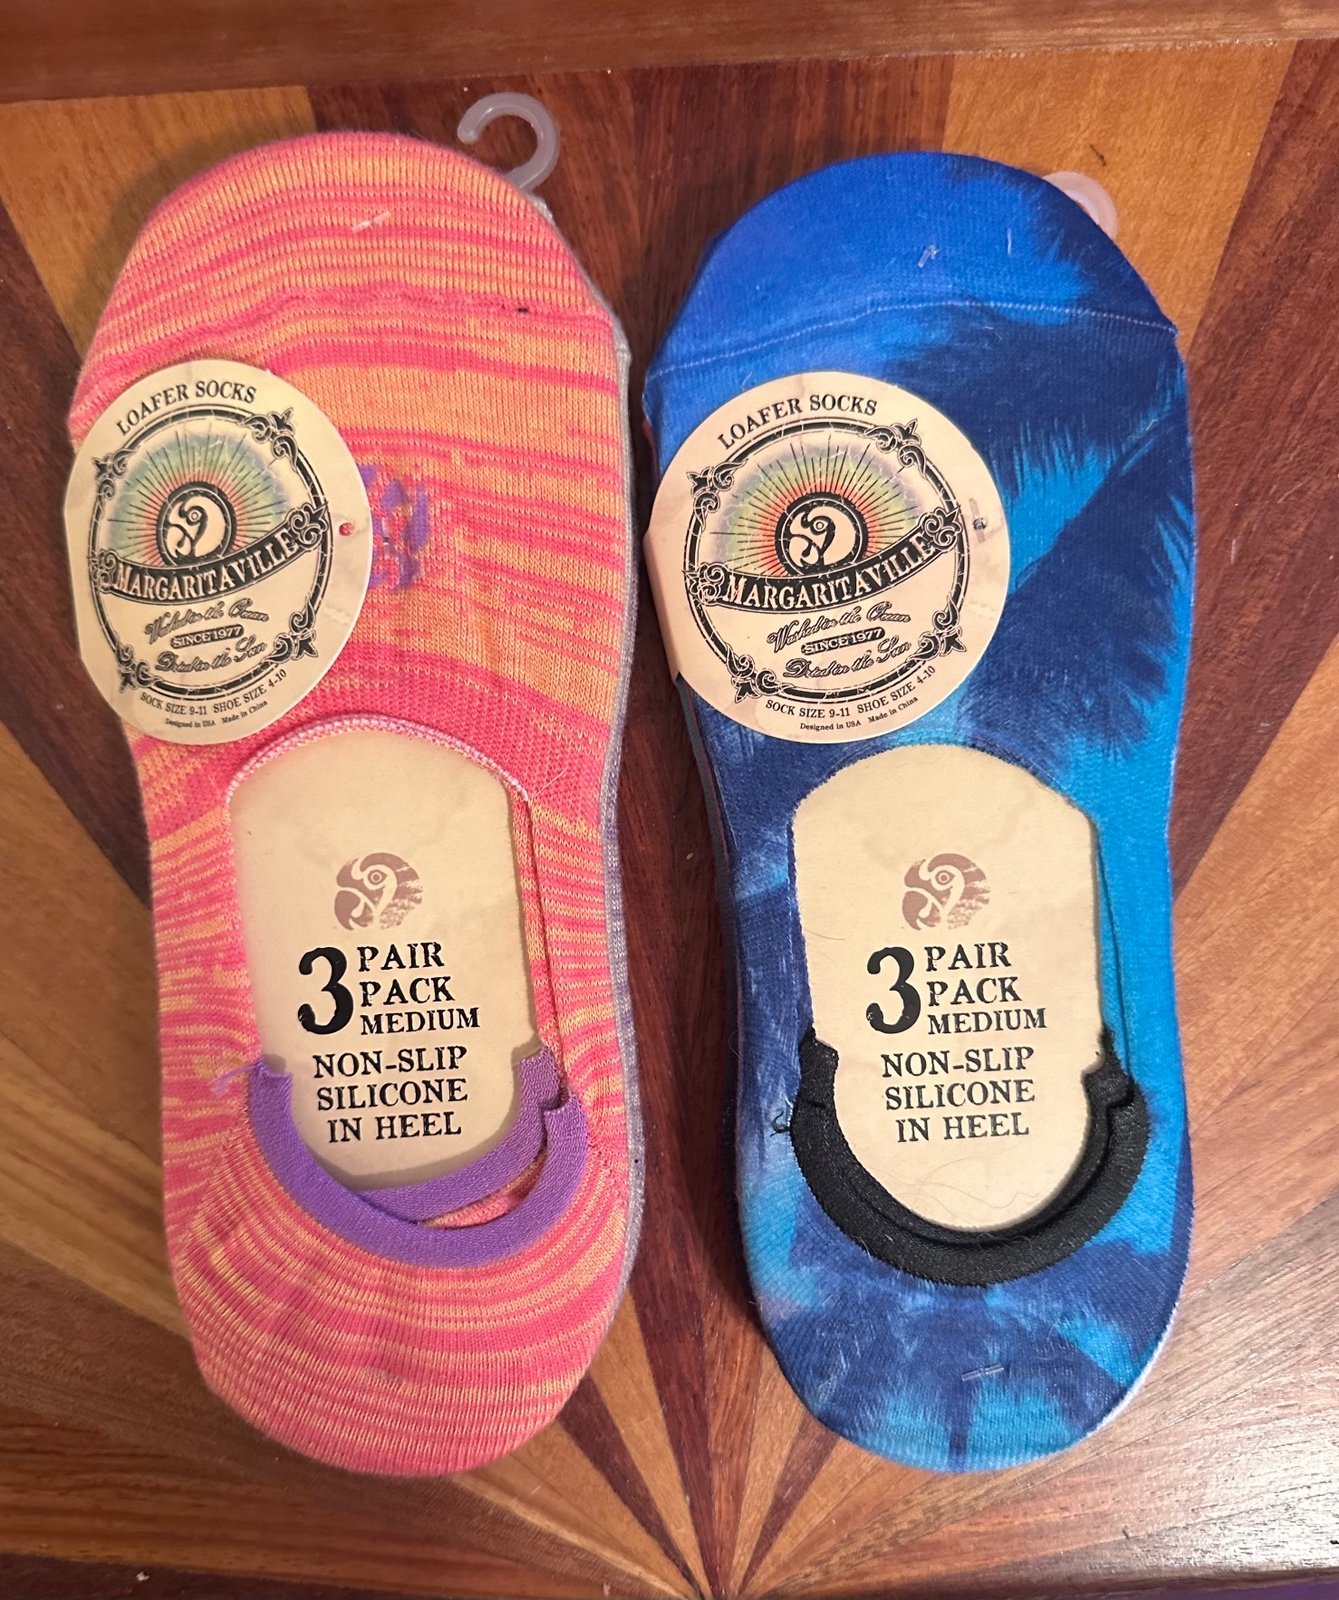 LOAFER SOCKS
MARGARITAVILLE
Washed in the Ocean
SINCE 1977
Dried in the Sun
SOCK SIZE 9-11 SHOE SIZE 4-10
Designed in USA Made in China
3 PAIR
PACK
MEDIUM
NON-SLIP
SILICONE
IN HEEL
LOAFER SOCKS
MARGARITAVILLE
Washed in the Ocean
SINCE 1977
Dried in the Sun
SOCK SIZE 9-11 SHOE SIZE 4-10
Designed in USA Made in China
3 PAIR
PACK
MEDIUM
NON-SLIP
SILICONE
IN HEEL